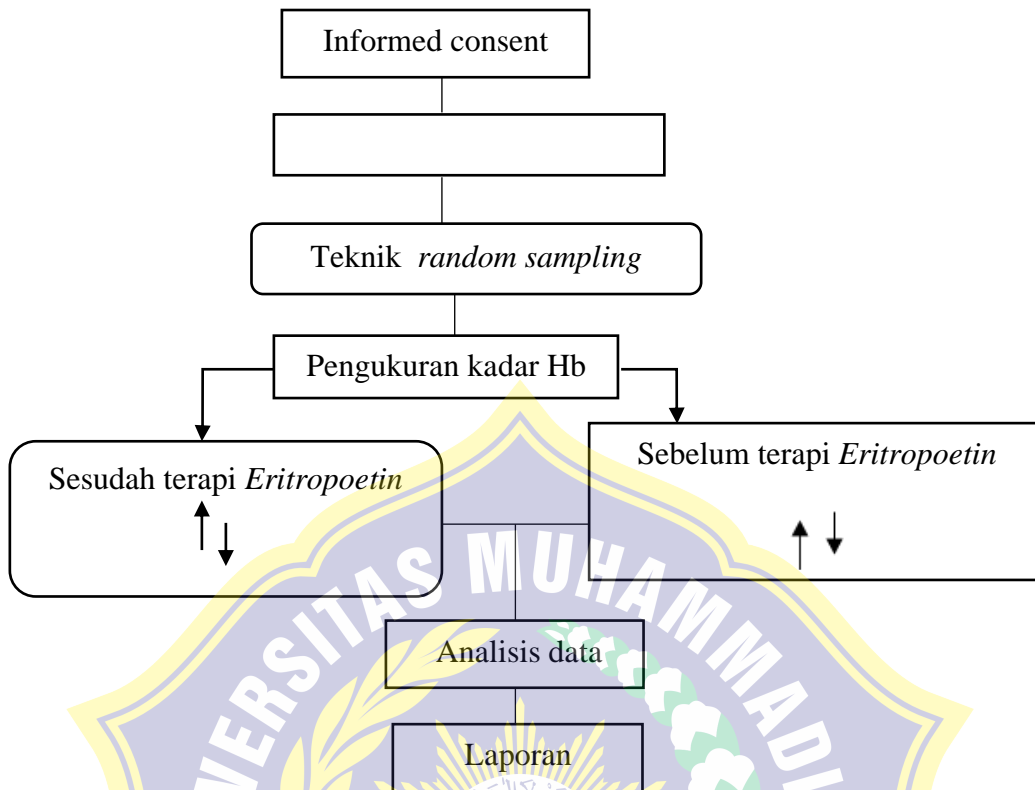 Informed consent
Teknik random sampling
Pengukuran kadar Hb
Sesudah terapi Eritropoetin
Sebelum terapi Eritropoetin
Analisis data
Laporan